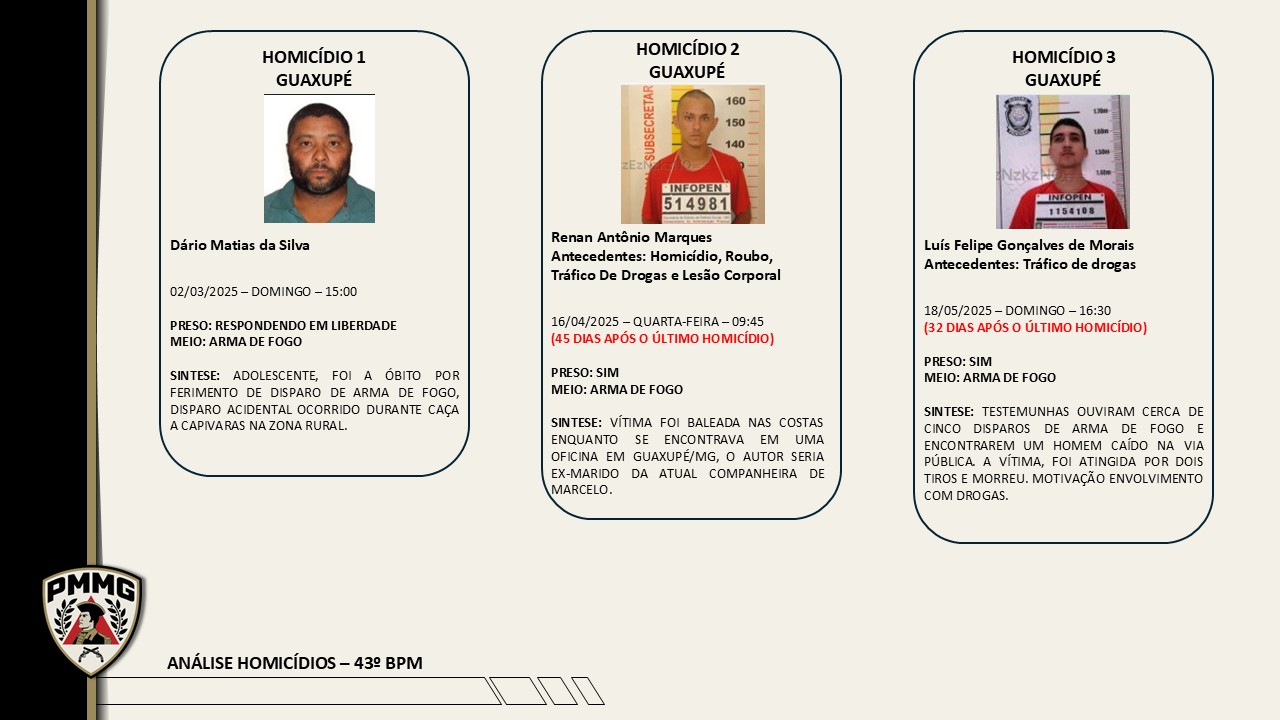 HOMICÍDIO 1
GUAXUPÉ
Dário Matias da Silva
02/03/2025 – DOMINGO – 15:00
PRESO: RESPONDENDO EM LIBERDADE
MEIO: ARMA DE FOGO
SINTESE: ADOLESCENTE, FOI A ÓBITO POR
FERIMENTO DE DISPARO DE ARMA DE FOGO,
DISPARO ACIDENTAL OCORRIDO DURANTE CAÇA
A CAPIVARAS NA ZONA RURAL.
HOMICÍDIO 2
GUAXUPÉ
SUBSECRETAR
160
150
140
INFOPEN
514981
Renan Antônio Marques
Antecedentes: Homicídio, Roubo,
Tráfico De Drogas e Lesão Corporal
16/04/2025 – QUARTA-FEIRA – 09:45
(45 DIAS APÓS O ÚLTIMO HOMICÍDIO)
PRESO: SIM
MEIO: ARMA DE FOGO
SINTESE: VÍTIMA FOI BALEADA NAS COSTAS
ENQUANTO SE ENCONTRAVA EM UMA
OFICINA EM GUAXUPÉ/MG, O AUTOR SERIA
EX-MARIDO DA ATUAL COMPANHEIRA DE
MARCELO.
HOMICÍDIO 3
GUAXUPÉ
1.70m
1.60m
INFOPEN
1154108
Luís Felipe Gonçalves de Morais
Antecedentes: Tráfico de drogas
18/05/2025 – DOMINGO – 16:30
(32 DIAS APÓS O ÚLTIMO HOMICÍDIO)
PRESO: SIM
MEIO: ARMA DE FOGO
SINTESE: TESTEMUNHAS OUVIRAM CERCA DE
CINCO DISPAROS DE ARMA DE FOGO E
ENCONTRAREM UM HOMEM CAÍDO NA VIA
PÚBLICA. A VÍTIMA, FOI ATINGIDA POR DOIS
TIROS E MORREU. MOTIVAÇÃO ENVOLVIMENTO
COM DROGAS.
PMMG
ANÁLISE HOMICÍDIOS – 43º BPM